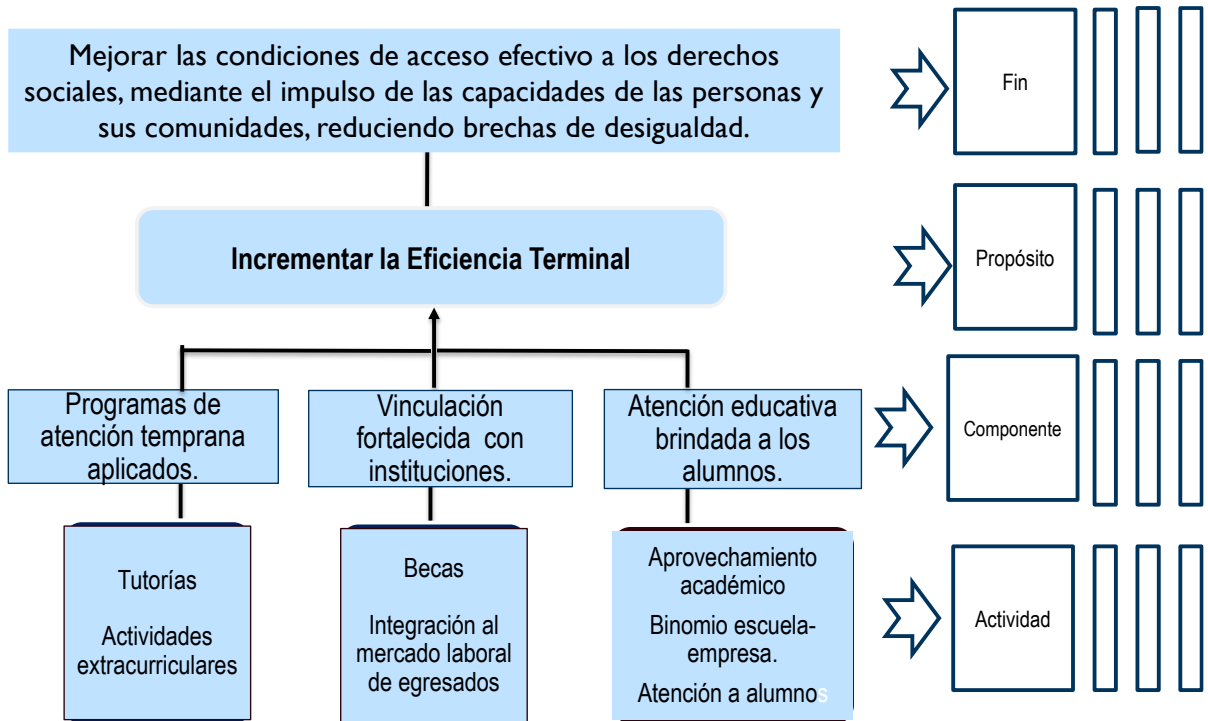 Mejorar las condiciones de acceso efectivo a los derechos
sociales, mediante el impulso de las capacidades de las personas y
sus comunidades, reduciendo brechas de desigualdad.
Fin
Incrementar la Eficiencia Terminal
Propósito
Programas de
atención temprana
aplicados.
Vinculación
fortalecida con
instituciones.
Atención educativa
brindada a los
alumnos.
Componente
Tutorías
Actividades
extracurriculares
Becas
Integración al
mercado laboral
de egresados
Aprovechamiento
académico
Binomio escuela-
empresa.
Atención a alumnos
Actividad